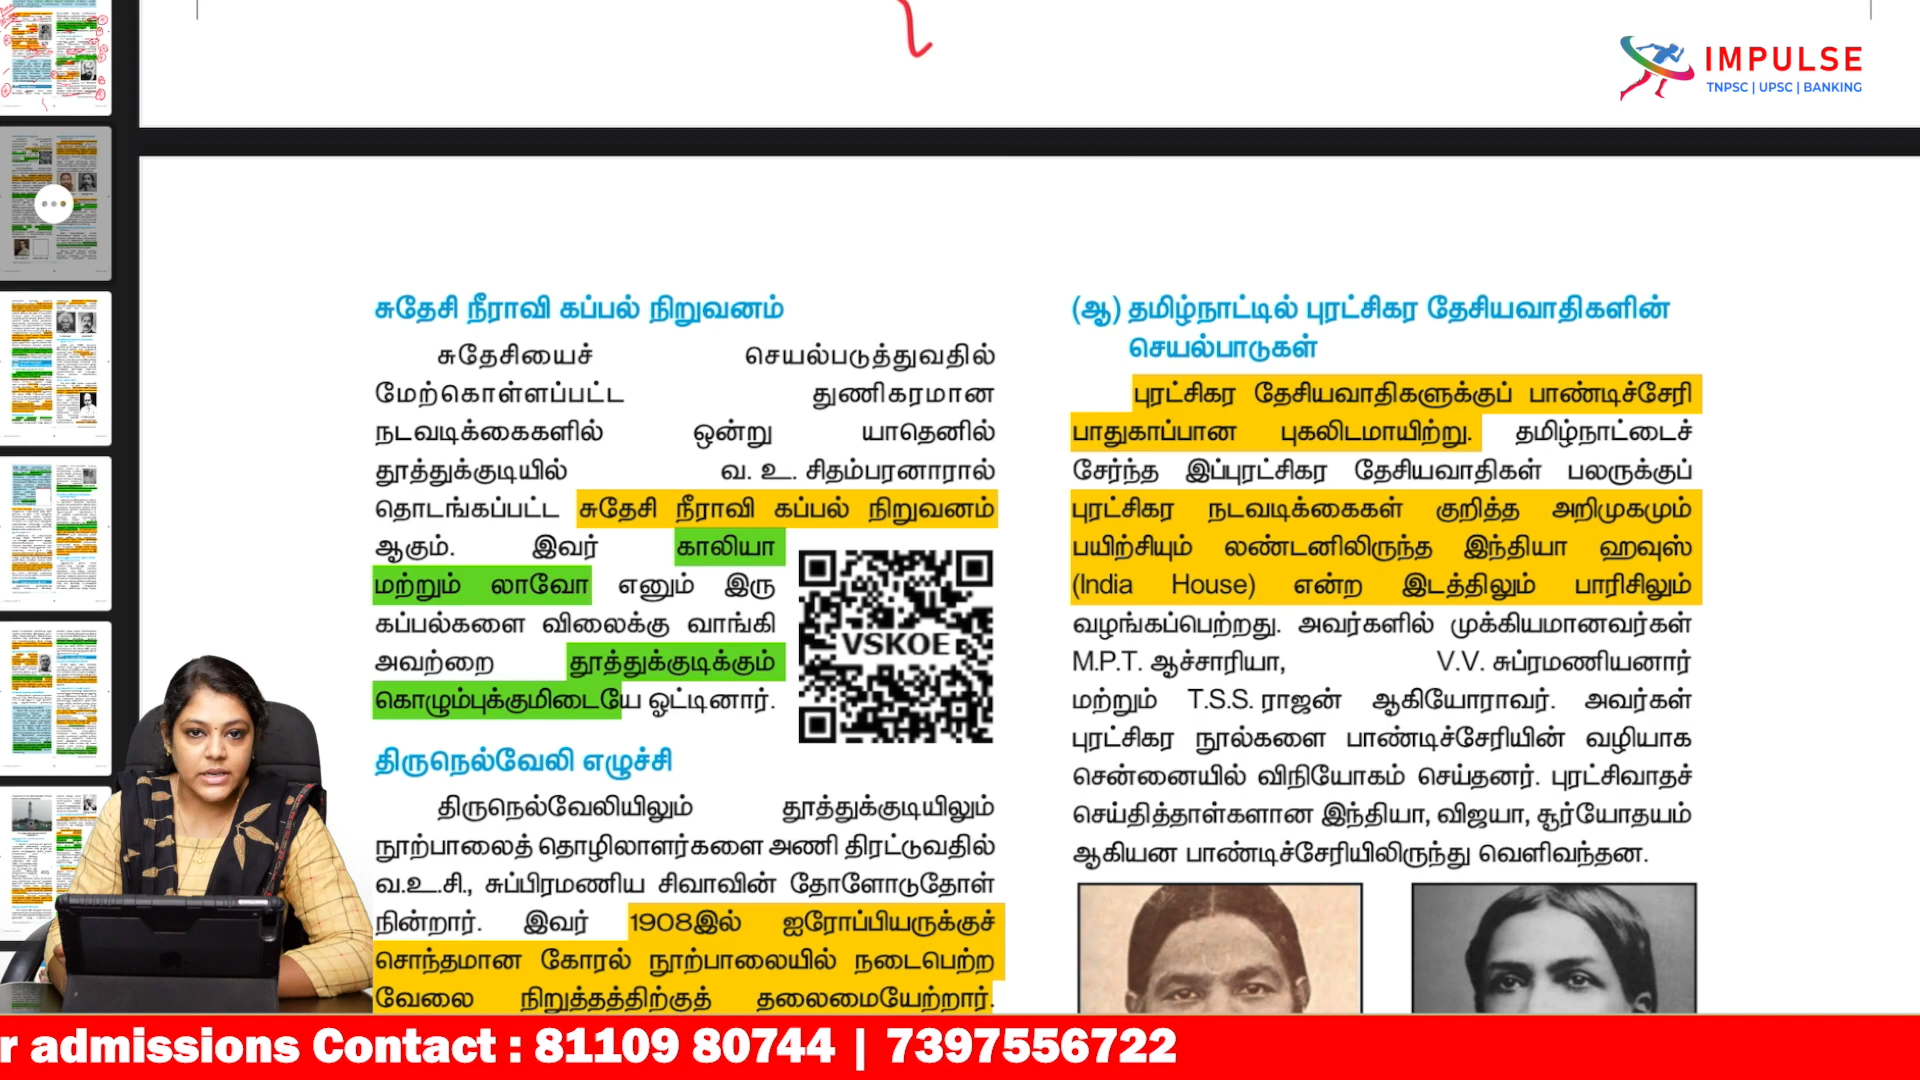 IMPULSE
TNPSC | UPSC | BANKING
சுதேசி நீராவி கப்பல் நிறுவனம்
சுதேசியைச் செயல்படுத்துவதில்
மேற்கொள்ளப்பட்ட துணிகரமான
நடவடிக்கைகளில் ஒன்று யாதெனில்
தூத்துக்குடியில் வ. உ. சிதம்பரனாரால்
தொடங்கப்பட்ட சுதேசி நீராவி கப்பல் நிறுவனம்
ஆகும். இவர் காலியா
மற்றும் லாவோ எனும் இரு
கப்பல்களை விலைக்கு வாங்கி
அவற்றை தூத்துக்குடிக்கும்
கொழும்புக்குமிடையே ஓட்டினார்.
VSKOE
திருநெல்வேலி எழுச்சி
திருநெல்வேலியிலும் தூத்துக்குடியிலும்
நூற்பாலைத் தொழிலாளர்களை அணி திரட்டுவதில்
வ.உ.சி., சுப்பிரமணிய சிவாவின் தோளோடுதோள்
நின்றார். இவர் 1908இல் ஐரோப்பியருக்குச்
சொந்தமான கோரல் நூற்பாலையில் நடைபெற்ற
வேலை நிறுத்தத்திற்குத் தலைமையேற்றார்.
(ஆ) தமிழ்நாட்டில் புரட்சிகர தேசியவாதிகளின்
செயல்பாடுகள்
புரட்சிகர தேசியவாதிகளுக்குப் பாண்டிச்சேரி
பாதுகாப்பான புகலிடமாயிற்று. தமிழ்நாட்டைச்
சேர்ந்த இப்புரட்சிகர தேசியவாதிகள் பலருக்குப்
புரட்சிகர நடவடிக்கைகள் குறித்த அறிமுகமும்
பயிற்சியும் லண்டனிலிருந்த இந்தியா ஹவுஸ்
(India House) என்ற இடத்திலும் பாரிசிலும்
வழங்கப்பெற்றது. அவர்களில் முக்கியமானவர்கள்
M.P.T. ஆச்சாரியா, V.V. சுப்ரமணியனார்
மற்றும் T.S.S. ராஜன் ஆகியோராவர். அவர்கள்
புரட்சிகர நூல்களை பாண்டிச்சேரியின் வழியாக
சென்னையில் விநியோகம் செய்தனர். புரட்சிவாதச்
செய்தித்தாள்களான இந்தியா, விஜயா, சூர்யோதயம்
ஆகியன பாண்டிச்சேரியிலிருந்து வெளிவந்தன.
r admissions Contact : 81109 80744 | 7397556722